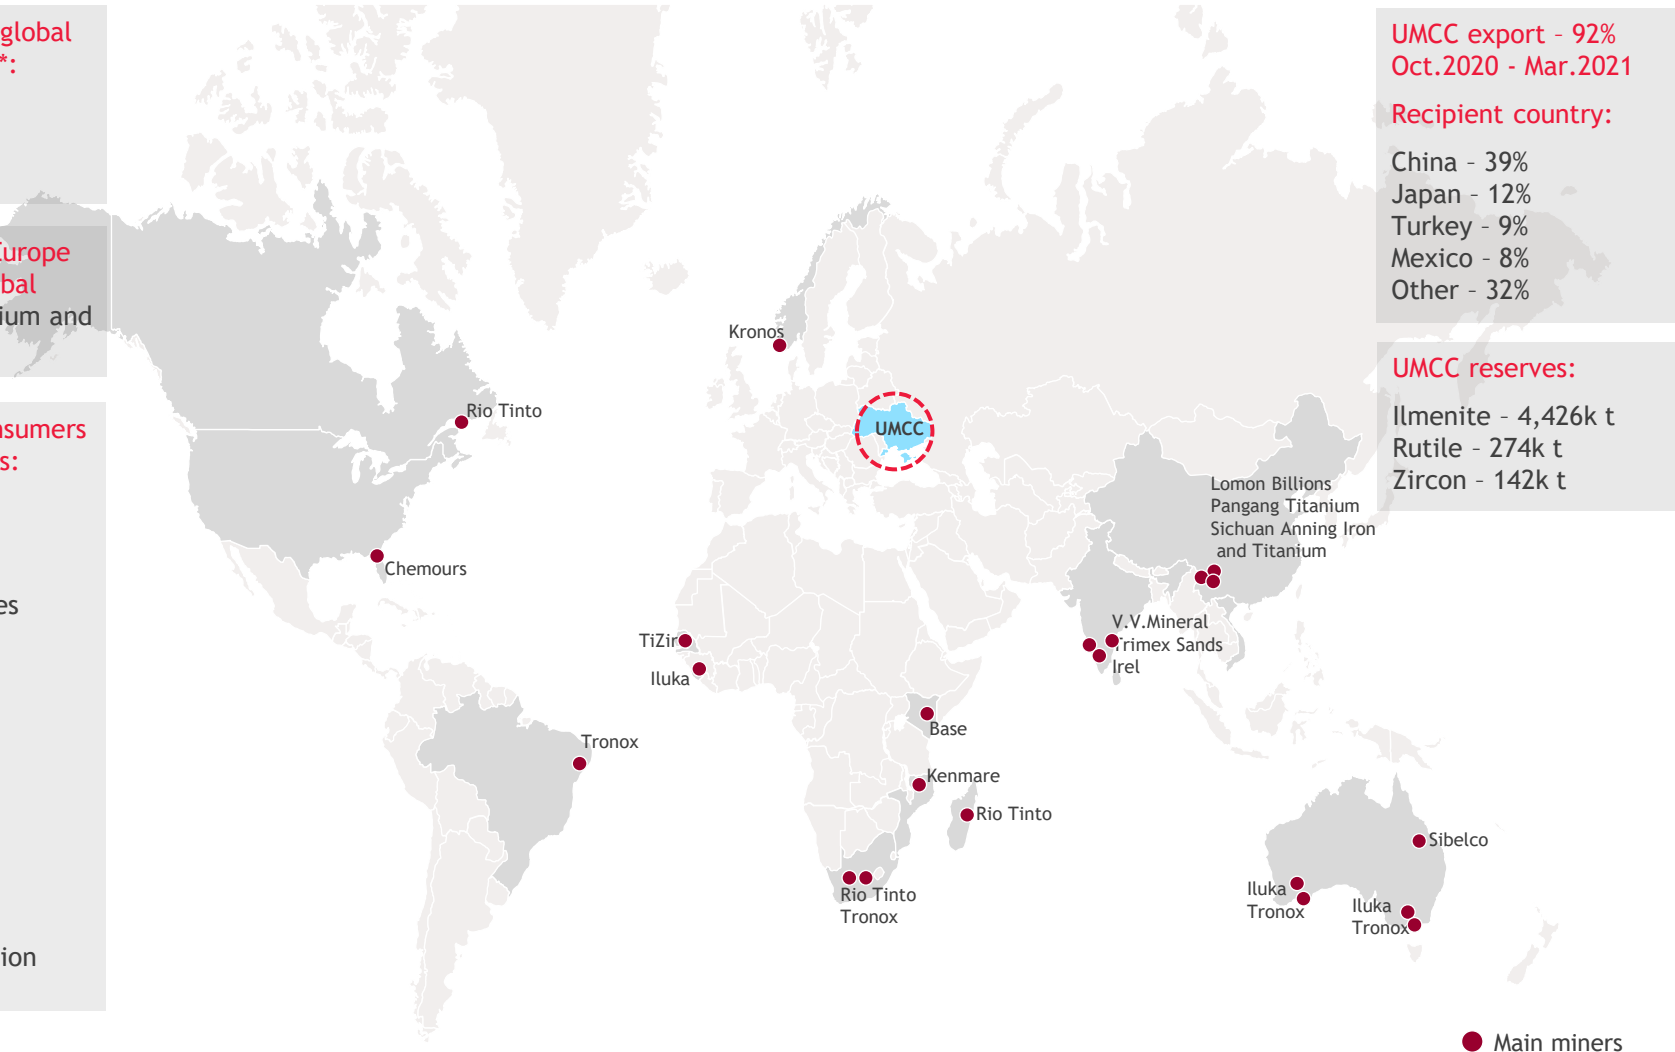 global
*:
Europe
bal
ium and
nsumers
s:
es
ion
UMCC export – 92%
Oct.2020 - Mar.2021
Recipient country:
China – 39%
Japan – 12%
Turkey – 9%
Mexico – 8%
Other – 32%
UMCC reserves:
Ilmenite – 4,426k t
Rutile – 274k t
Zircon – 142k t
Kronos
Rio Tinto
UMCC
Lomon Billions
Pangang Titanium
Sichuan Anning Iron
and Titanium
Chemours
TiZir
Iluka
V.V.Mineral
Trimex Sands
Irel
Base
Tronox
Kenmare
Rio Tinto
Sibelco
Rio Tinto
Tronox
Iluka
Tronox
Iluka
Tronox
Main miners